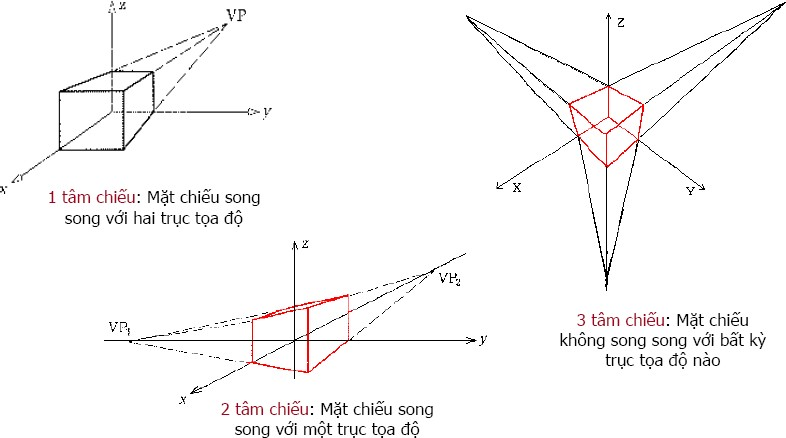 z
VP
y
x
1 tâm chiếu: Mặt chiếu song
song với hai trục tọa độ
Z
X
Y
3 tâm chiếu: Mặt chiếu
không song song với bất kỳ
trục tọa độ nào
z
VP₂
VP₁
y
x
2 tâm chiếu: Mặt chiếu song
song với một trục tọa độ